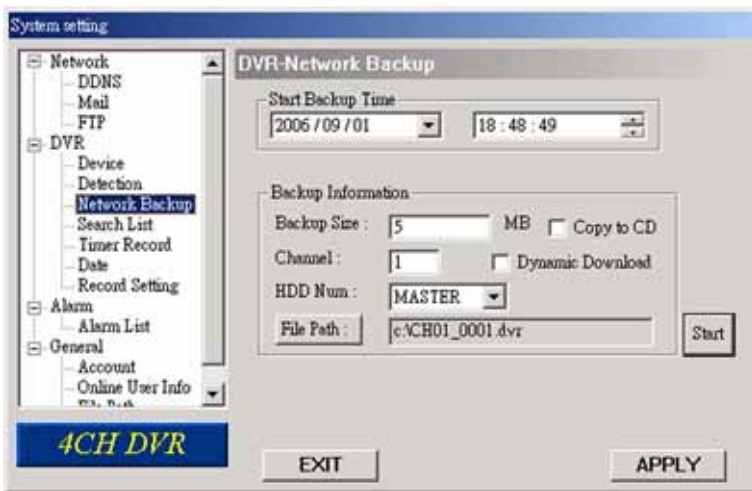 System setting
Network
DDNS
Mail
FTP
DVR
Device
Detection
Network Backup
Search List
Timer Record
Date
Record Setting
Alarm
Alarm List
General
Account
Online User Info
File Path
4CH DVR
DVR-Network Backup
Start Backup Time
2006 / 09 / 01
18 : 48 : 49
Backup Information
Backup Size : 5 MB Copy to CD
Channel : 1 Dynamic Download
HDD Num : MASTER
File Path : c:\CH01_0001.dvr
Start
EXIT APPLY